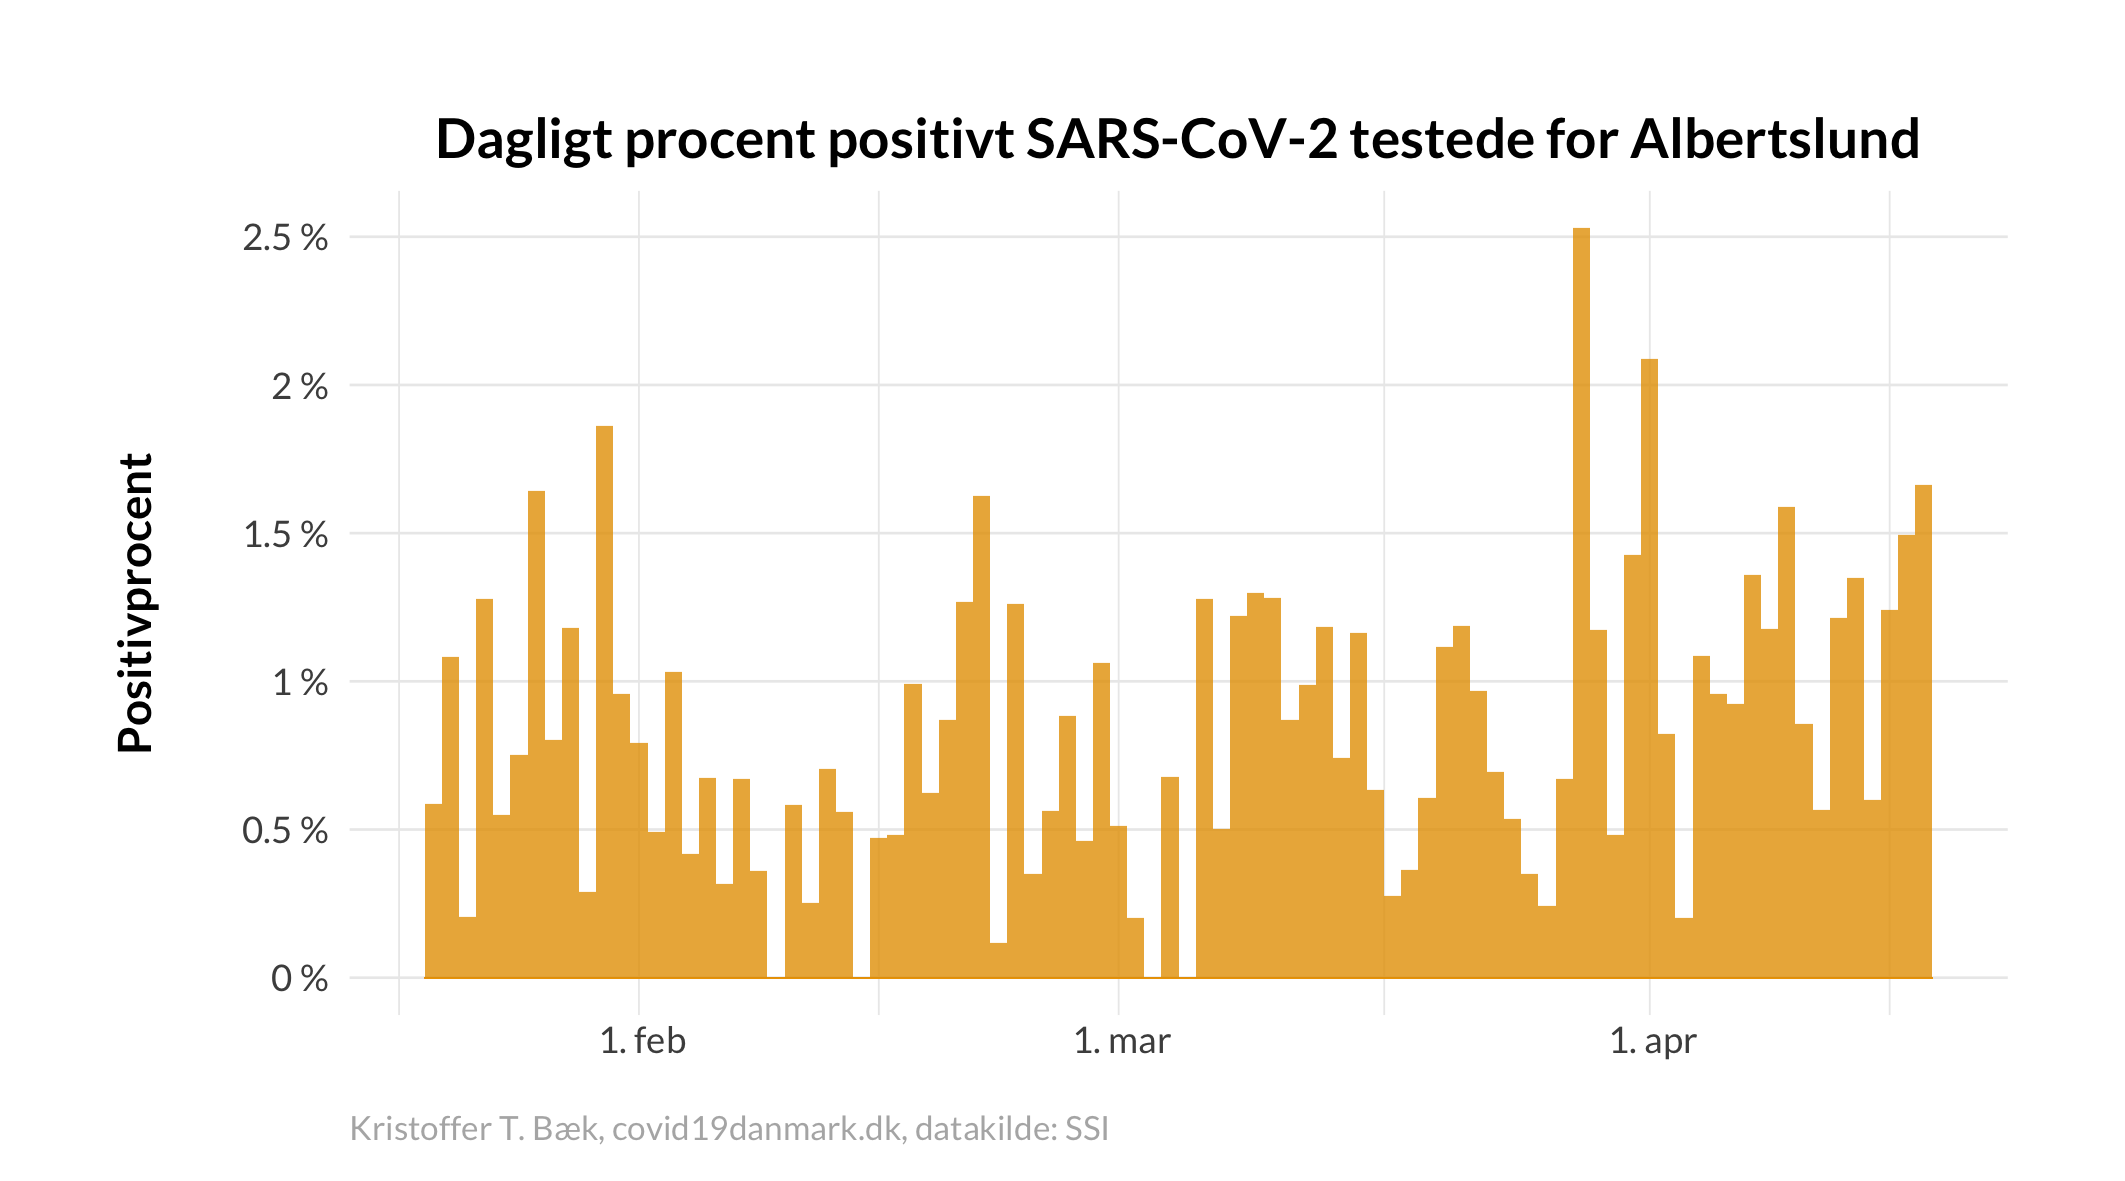 Dagligt procent positivt SARS-CoV-2 testede for Albertslund
Positivprocent
2.5 %
2 %
1.5 %
1 %
0.5 %
0 %
1. feb
1. mar
1. apr
Kristoffer T. Bæk, covid19danmark.dk, datakilde: SSI